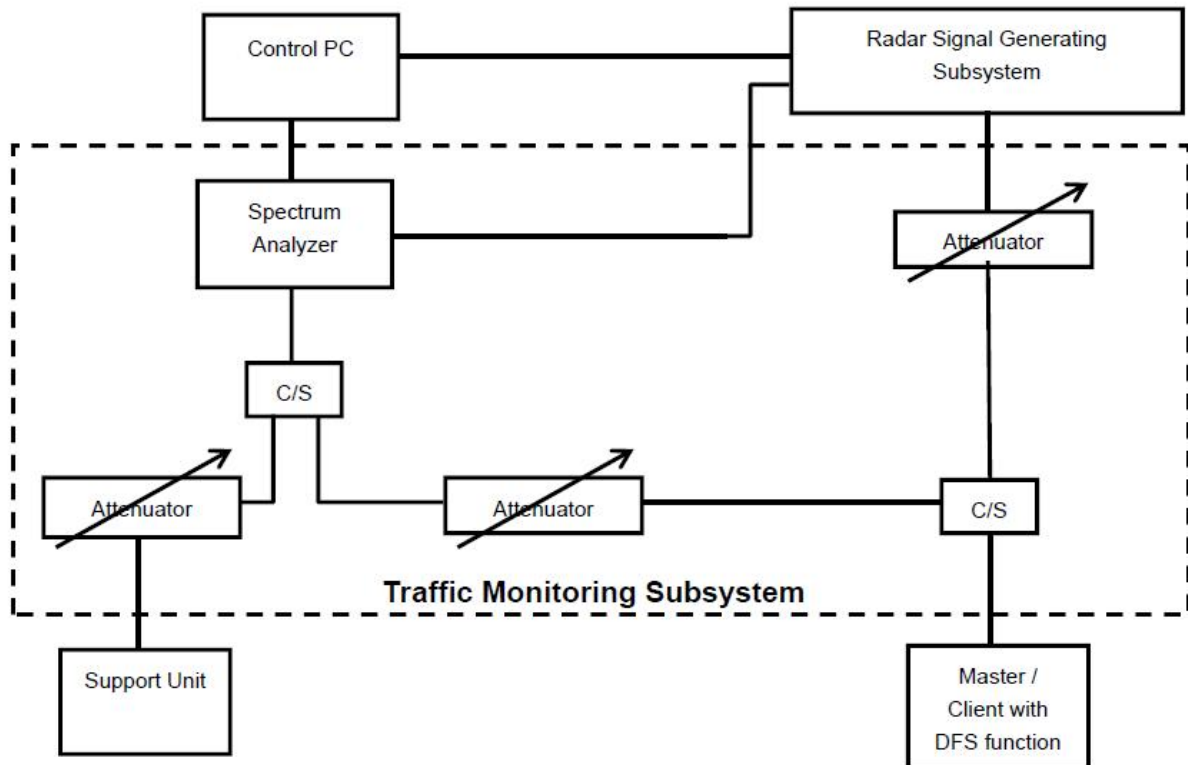 Control PC
Radar Signal Generating
Subsystem
Spectrum
Analyzer
Attenuator
C/S
Attenuator
Attenuator
C/S
Traffic Monitoring Subsystem
Support Unit
Master /
Client with
DFS function